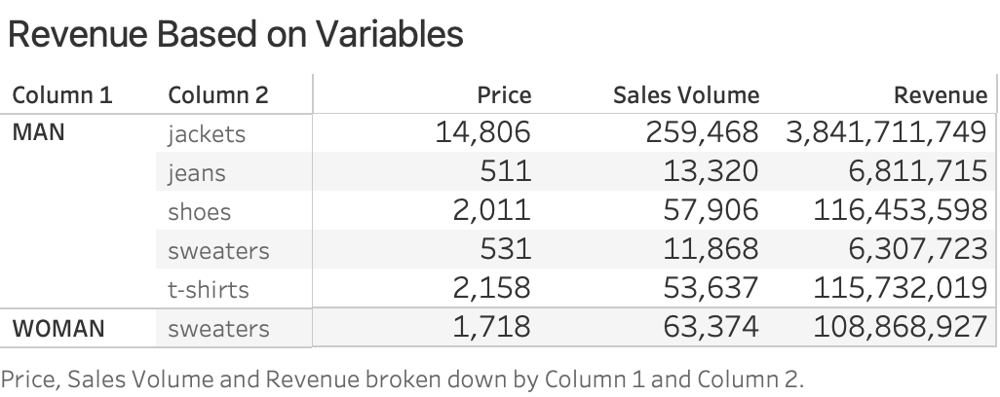 Revenue Based on Variables
Column 1 Column 2 Price Sales Volume Revenue
MAN jackets 14,806 259,468 3,841,711,749
jeans 511 13,320 6,811,715
shoes 2,011 57,906 116,453,598
sweaters 531 11,868 6,307,723
t-shirts 2,158 53,637 115,732,019
WOMAN sweaters 1,718 63,374 108,868,927
Price, Sales Volume and Revenue broken down by Column 1 and Column 2.